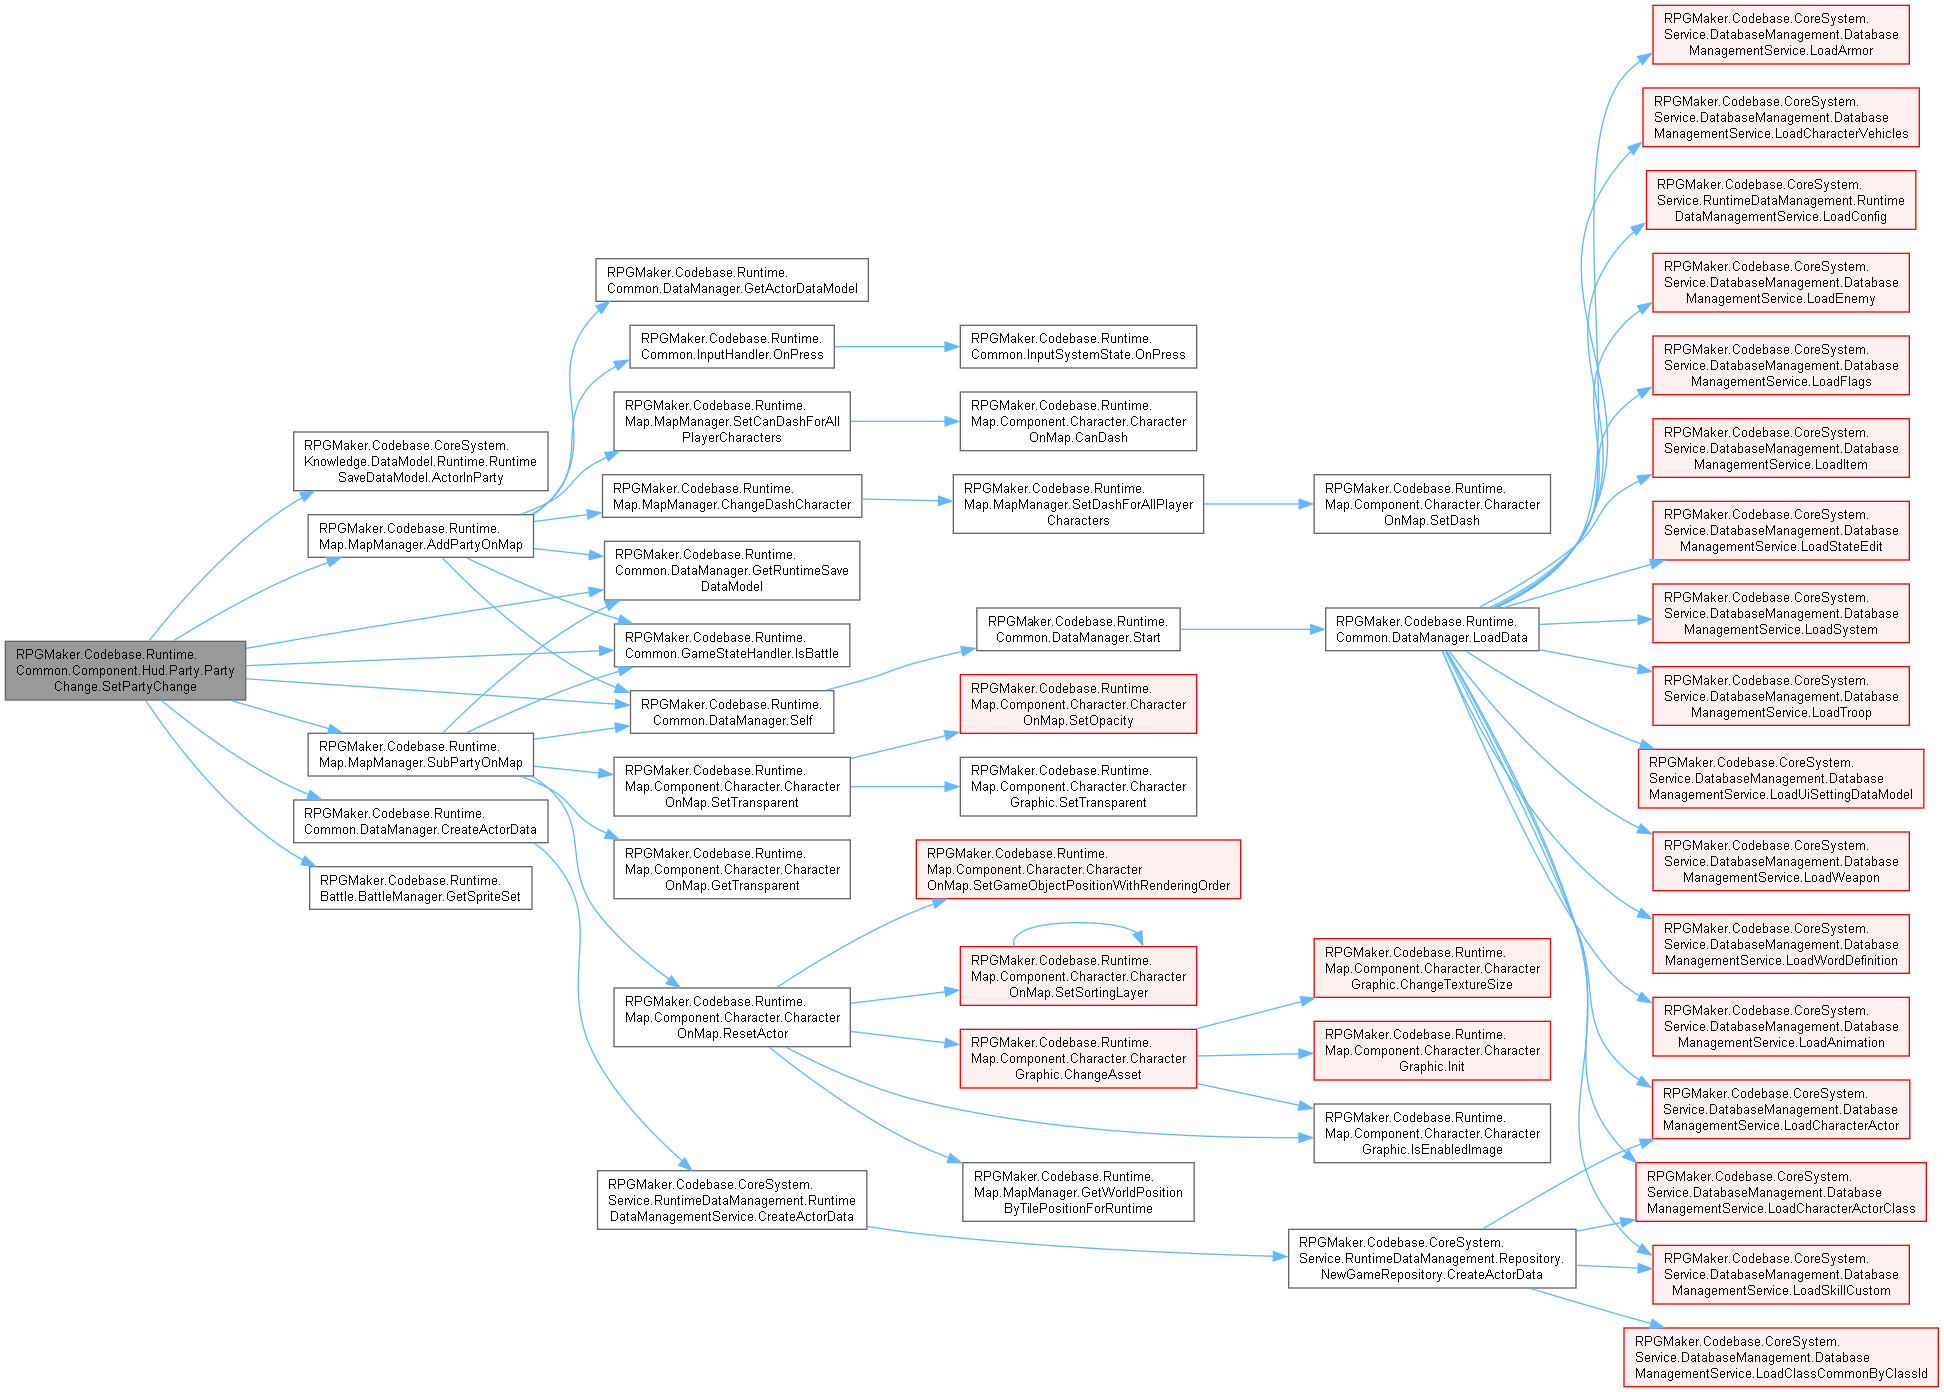 RPGMaker.Codebase.Runtime.
Common.Component.Hud.Party.Party
Change.SetPartyChange
RPGMaker.Codebase.CoreSystem.
Knowledge.DataModel.Runtime.Runtime
SaveDataModel.ActorInParty
RPGMaker.Codebase.Runtime.
Map.MapManager.AddPartyOnMap
RPGMaker.Codebase.Runtime.
Map.MapManager.SubPartyOnMap
RPGMaker.Codebase.Runtime.
Common.DataManager.CreateActorData
RPGMaker.Codebase.Runtime.
Battle.BattleManager.GetSpriteSet
RPGMaker.Codebase.Runtime.
Common.DataManager.GetActorDataModel
RPGMaker.Codebase.Runtime.
Common.InputHandler.OnPress
RPGMaker.Codebase.Runtime.
Map.MapManager.SetCanDashForAll
PlayerCharacters
RPGMaker.Codebase.Runtime.
Map.MapManager.ChangeDashCharacter
RPGMaker.Codebase.Runtime.
Common.DataManager.GetRuntimeSave
DataModel
RPGMaker.Codebase.Runtime.
Common.GameStateHandler.IsBattle
RPGMaker.Codebase.Runtime.
Common.DataManager.Self
RPGMaker.Codebase.Runtime.
Map.Component.Character.Character
OnMap.SetTransparent
RPGMaker.Codebase.Runtime.
Map.Component.Character.Character
OnMap.GetTransparent
RPGMaker.Codebase.Runtime.
Map.Component.Character.Character
OnMap.ResetActor
RPGMaker.Codebase.CoreSystem.
Service.RuntimeDataManagement.Runtime
DataManagementService.CreateActorData
RPGMaker.Codebase.Runtime.
Common.InputSystemState.OnPress
RPGMaker.Codebase.Runtime.
Map.Component.Character.Character
OnMap.CanDash
RPGMaker.Codebase.Runtime.
Map.MapManager.SetDashForAllPlayer
Characters
RPGMaker.Codebase.Runtime.
Common.DataManager.Start
RPGMaker.Codebase.Runtime.
Map.Component.Character.Character
OnMap.SetOpacity
RPGMaker.Codebase.Runtime.
Map.Component.Character.Character
Graphic.SetTransparent
RPGMaker.Codebase.Runtime.
Map.Component.Character.Character
OnMap.SetGameObjectPositionWithRenderingOrder
RPGMaker.Codebase.Runtime.
Map.Component.Character.Character
OnMap.SetSortingLayer
RPGMaker.Codebase.Runtime.
Map.Component.Character.Character
Graphic.ChangeAsset
RPGMaker.Codebase.Runtime.
Map.MapManager.GetWorldPosition
ByTilePositionForRuntime
RPGMaker.Codebase.Runtime.
Map.Component.Character.Character
OnMap.SetDash
RPGMaker.Codebase.Runtime.
Common.DataManager.LoadData
RPGMaker.Codebase.Runtime.
Map.Component.Character.Character
Graphic.ChangeTextureSize
RPGMaker.Codebase.Runtime.
Map.Component.Character.Character
Graphic.Init
RPGMaker.Codebase.Runtime.
Map.Component.Character.Character
Graphic.IsEnabledImage
RPGMaker.Codebase.CoreSystem.
Service.RuntimeDataManagement.Repository.
NewGameRepository.CreateActorData
RPGMaker.Codebase.CoreSystem.
Service.DatabaseManagement.Database
ManagementService.LoadArmor
RPGMaker.Codebase.CoreSystem.
Service.DatabaseManagement.Database
ManagementService.LoadCharacterVehicles
RPGMaker.Codebase.CoreSystem.
Service.RuntimeDataManagement.Runtime
DataManagementService.LoadConfig
RPGMaker.Codebase.CoreSystem.
Service.DatabaseManagement.Database
ManagementService.LoadEnemy
RPGMaker.Codebase.CoreSystem.
Service.DatabaseManagement.Database
ManagementService.LoadFlags
RPGMaker.Codebase.CoreSystem.
Service.DatabaseManagement.Database
ManagementService.LoadItem
RPGMaker.Codebase.CoreSystem.
Service.DatabaseManagement.Database
ManagementService.LoadStateEdit
RPGMaker.Codebase.CoreSystem.
Service.DatabaseManagement.Database
ManagementService.LoadSystem
RPGMaker.Codebase.CoreSystem.
Service.DatabaseManagement.Database
ManagementService.LoadTroop
RPGMaker.Codebase.CoreSystem.
Service.DatabaseManagement.Database
ManagementService.LoadUiSettingDataModel
RPGMaker.Codebase.CoreSystem.
Service.DatabaseManagement.Database
ManagementService.LoadWeapon
RPGMaker.Codebase.CoreSystem.
Service.DatabaseManagement.Database
ManagementService.LoadWordDefinition
RPGMaker.Codebase.CoreSystem.
Service.DatabaseManagement.Database
ManagementService.LoadAnimation
RPGMaker.Codebase.CoreSystem.
Service.DatabaseManagement.Database
ManagementService.LoadCharacterActor
RPGMaker.Codebase.CoreSystem.
Service.DatabaseManagement.Database
ManagementService.LoadCharacterActorClass
RPGMaker.Codebase.CoreSystem.
Service.DatabaseManagement.Database
ManagementService.LoadSkillCustom
RPGMaker.Codebase.CoreSystem.
Service.DatabaseManagement.Database
ManagementService.LoadClassCommonByClassId